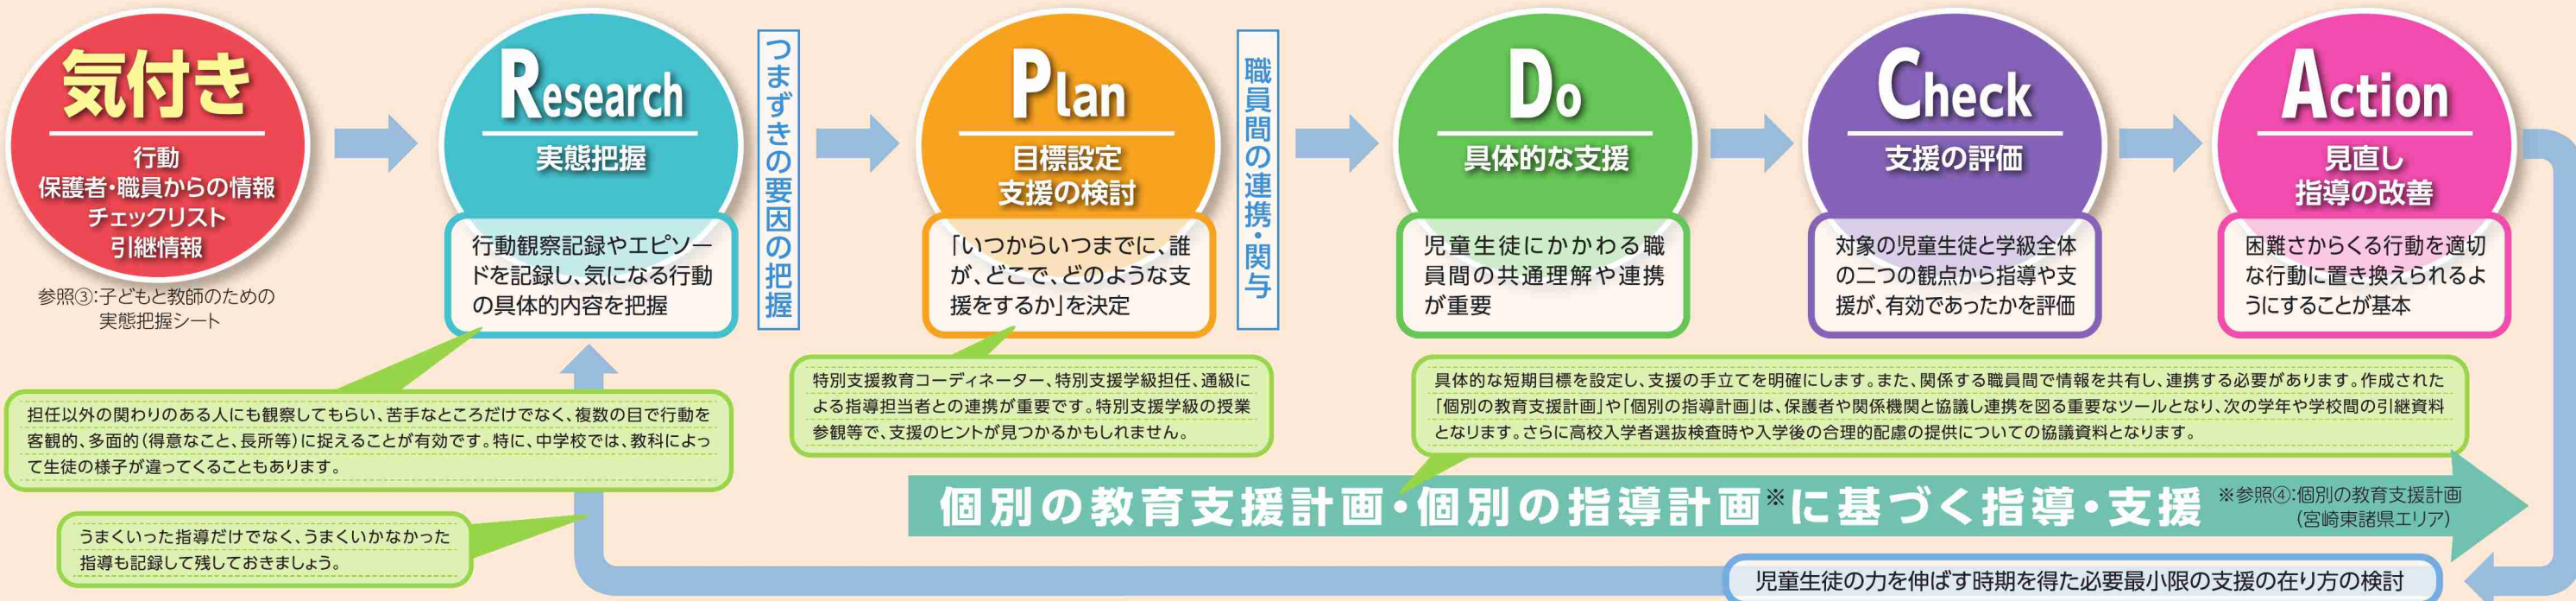 気付き
行動
保護者・職員からの情報
チェックリスト
引継情報
参照③:子どもと教師のための
実態把握シート
Research
実態把握
行動観察記録やエピソー
ドを記録し、気になる行動
の具体的内容を把握
つまずきの要因の把握
Plan
目標設定
支援の検討
「いつからいつまでに、誰
が、どこで、どのような支
援をするか」を決定
職員間の連携・関与
Do
具体的な支援
児童生徒にかかわる職
員間の共通理解や連携
が重要
Check
支援の評価
対象の児童生徒と学級全体
の二つの観点から指導や支
援が、有効であったかを評価
Action
見直し
指導の改善
困難さからくる行動を適切
な行動に置き換えられるよ
うにすることが基本
担任以外の関わりのある人にも観察してもらい、苦手なところだけでなく、複数の目で行動を
客観的、多面的(得意なこと、長所等)に捉えることが有効です。特に、中学校では、教科によっ
て生徒の様子が違ってくることもあります。
特別支援教育コーディネーター、特別支援学級担任、通級に
よる指導担当者との連携が重要です。特別支援学級の授業
参観等で、支援のヒントが見つかるかもしれません。
具体的な短期目標を設定し、支援の手立てを明確にします。また、関係する職員間で情報を共有し、連携する必要があります。作成された
「個別の教育支援計画」や「個別の指導計画」は、保護者や関係機関と協議し連携を図る重要なツールとなり、次の学年や学校間の引継資料
となります。さらに高校入学者選抜検査時や入学後の合理的配慮の提供についての協議資料となります。
個別の教育支援計画・個別の指導計画※に基づく指導・支援
※参照④:個別の教育支援計画
(宮崎東諸県エリア)
うまくいった指導だけでなく、うまくいかなかった
指導も記録して残しておきましょう。
児童生徒の力を伸ばす時期を得た必要最小限の支援の在り方の検討